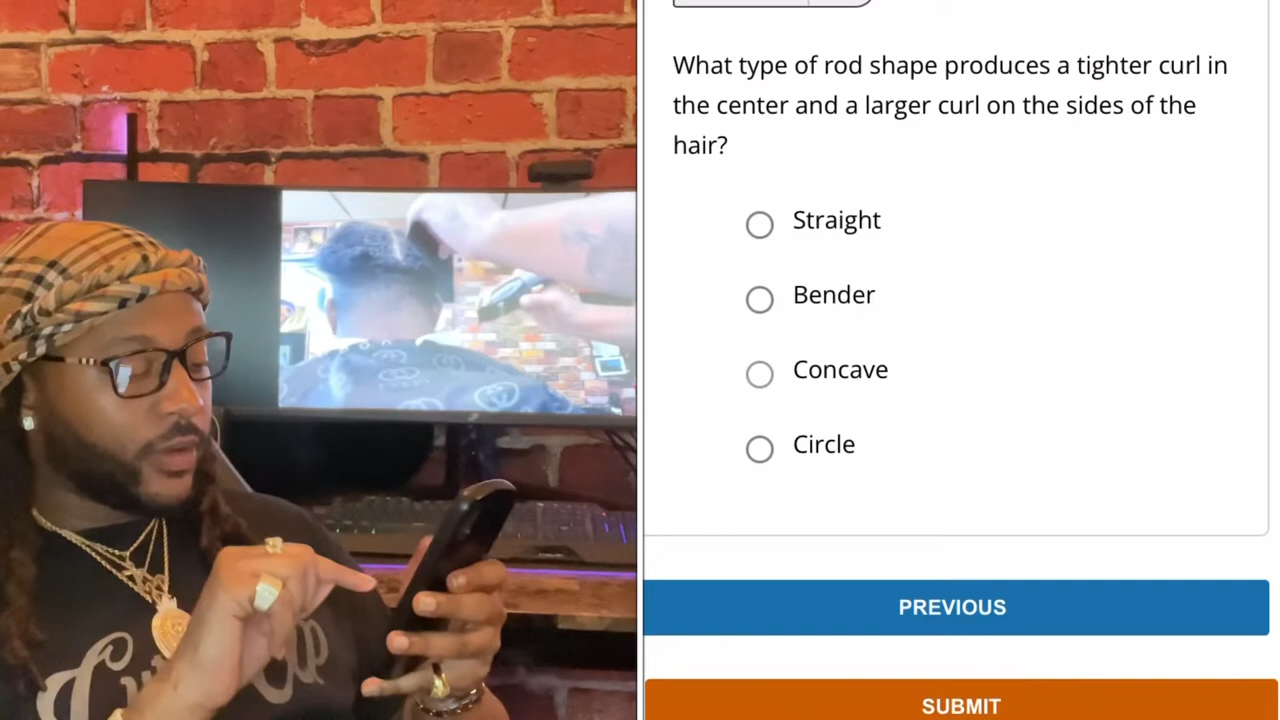 What type of rod shape produces a tighter curl in
the center and a larger curl on the sides of the
hair?
Straight
Bender
Concave
Circle
PREVIOUS
SUBMIT